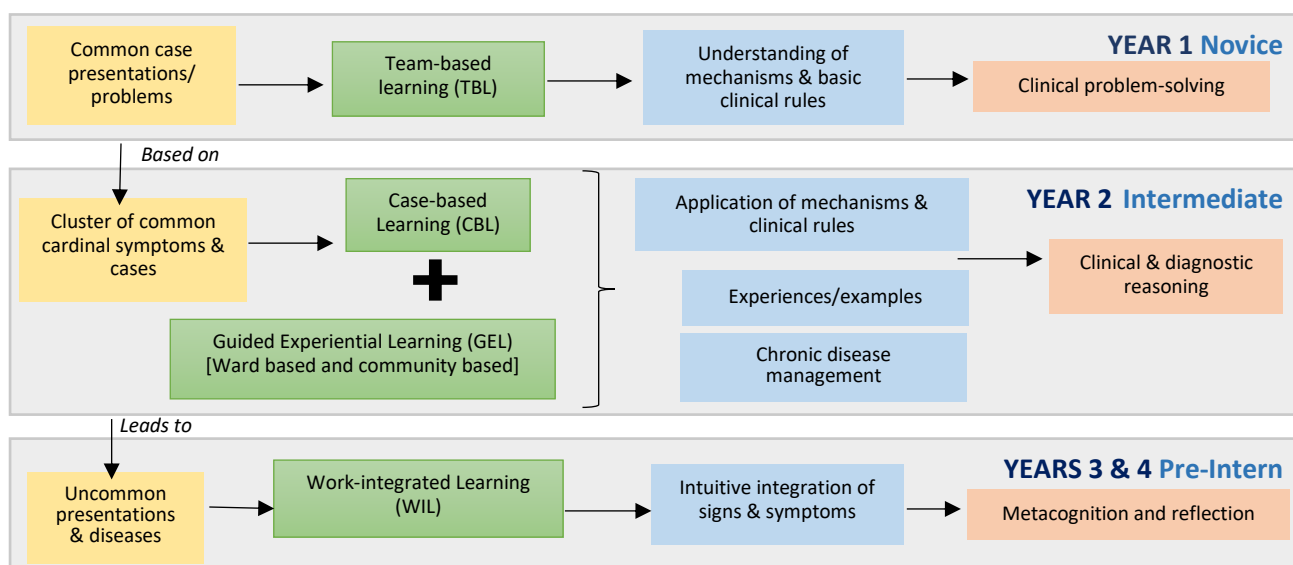 YEAR 1 Novice
Common case
presentations/
problems
Team-based
learning (TBL)
Understanding of
mechanisms & basic
clinical rules
Clinical problem-solving
Based on
YEAR 2 Intermediate
Cluster of common
cardinal symptoms &
cases
Case-based
Learning (CBL)
Guided Experiential Learning (GEL)
[Ward based and community based]
Application of mechanisms &
clinical rules
Experiences/examples
Chronic disease
management
Clinical & diagnostic
reasoning
Leads to
YEARS 3 & 4 Pre-Intern
Uncommon
presentations
& diseases
Work-integrated Learning
(WIL)
Intuitive integration of
signs & symptoms
Metacognition and reflection